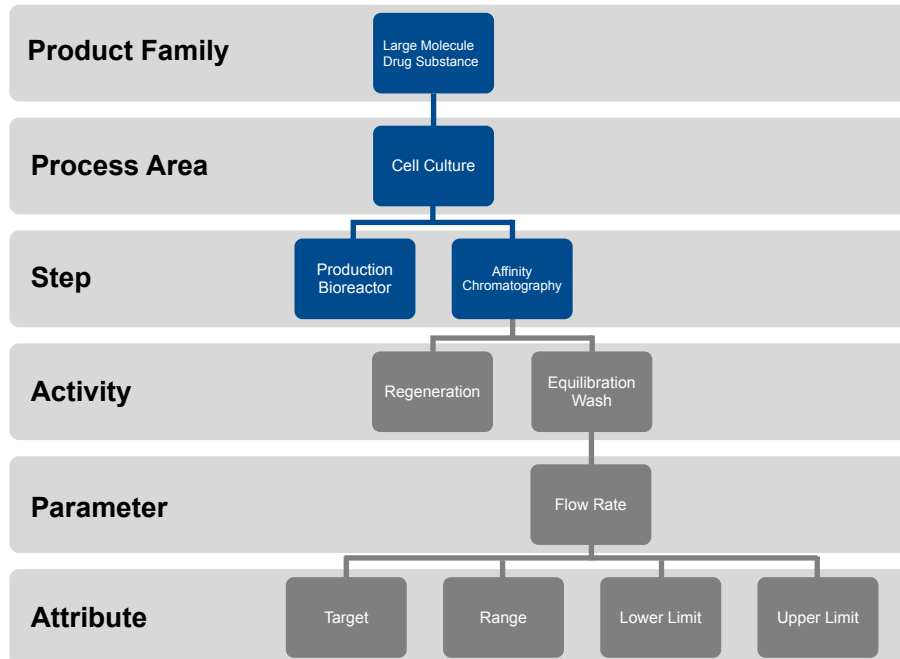 Product Family
Large Molecule
Drug Substance
Process Area
Cell Culture
Step
Production
Bioreactor
Affinity
Chromatography
Activity
Regeneration
Equilibration
Wash
Parameter
Flow Rate
Attribute
Target
Range
Lower Limit
Upper Limit